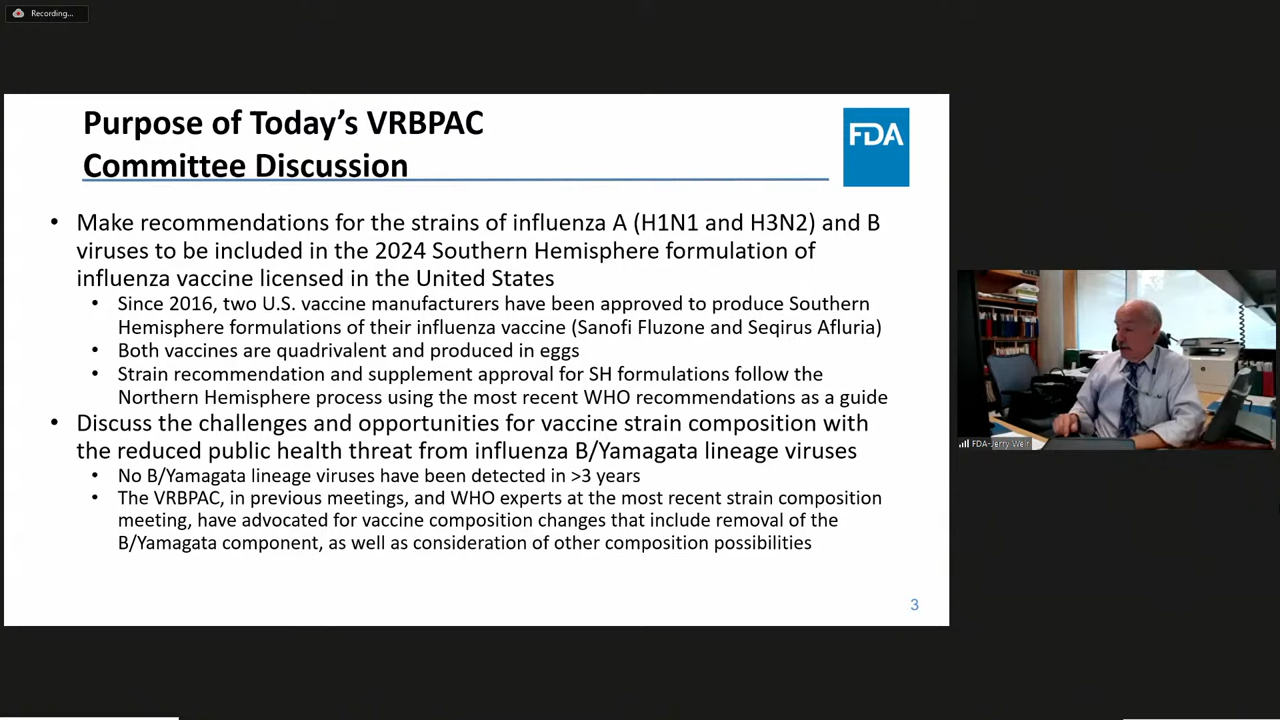 Recording...
Purpose of Today's VRBPAC
Committee Discussion
FDA
• Make recommendations for the strains of influenza A (H1N1 and H3N2) and B
viruses to be included in the 2024 Southern Hemisphere formulation of
influenza vaccine licensed in the United States
• Since 2016, two U.S. vaccine manufacturers have been approved to produce Southern
Hemisphere formulations of their influenza vaccine (Sanofi Fluzone and Seqirus Afluria)
• Both vaccines are quadrivalent and produced in eggs
• Strain recommendation and supplement approval for SH formulations follow the
Northern Hemisphere process using the most recent WHO recommendations as a guide
• Discuss the challenges and opportunities for vaccine strain composition with
the reduced public health threat from influenza B/Yamagata lineage viruses
• No B/Yamagata lineage viruses have been detected in >3 years
• The VRBPAC, in previous meetings, and WHO experts at the most recent strain composition
meeting, have advocated for vaccine composition changes that include removal of the
B/Yamagata component, as well as consideration of other composition possibilities
3
FDA-Jerry-Weir